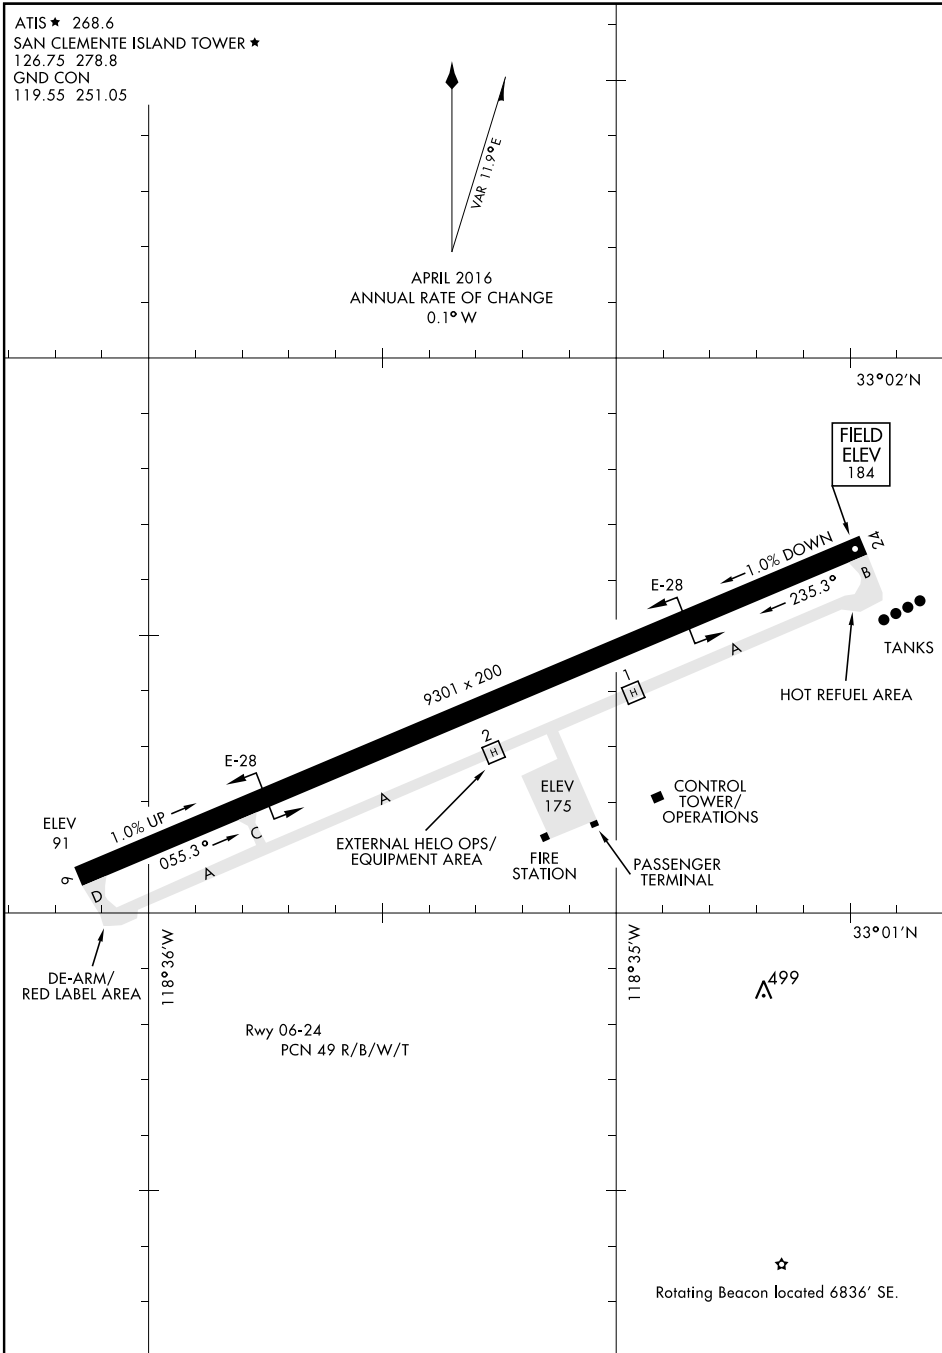 ATIS ★ 268.6
SAN CLEMENTE ISLAND TOWER ★
126.75 278.8
GND CON
119.55 251.05
VAR 11.9°E
APRIL 2016
ANNUAL RATE OF CHANGE
0.1° W
33°02'N
FIELD
ELEV
184
24
1.0% DOWN
B
E-28
235.3°
TANKS
A
HOT REFUEL AREA
9301 x 200
1
H
2
H
E-28
ELEV
175
CONTROL
TOWER/
OPERATIONS
A
1.0% UP
ELEV
91
055.3°
C
EXTERNAL HELO OPS/
EQUIPMENT AREA
FIRE
STATION
PASSENGER
TERMINAL
6
A
D
33°01'N
118°36'W
118°35'W
DE-ARM/
RED LABEL AREA
499
Rwy 06-24
PCN 49 R/B/W/T
Rotating Beacon located 6836' SE.